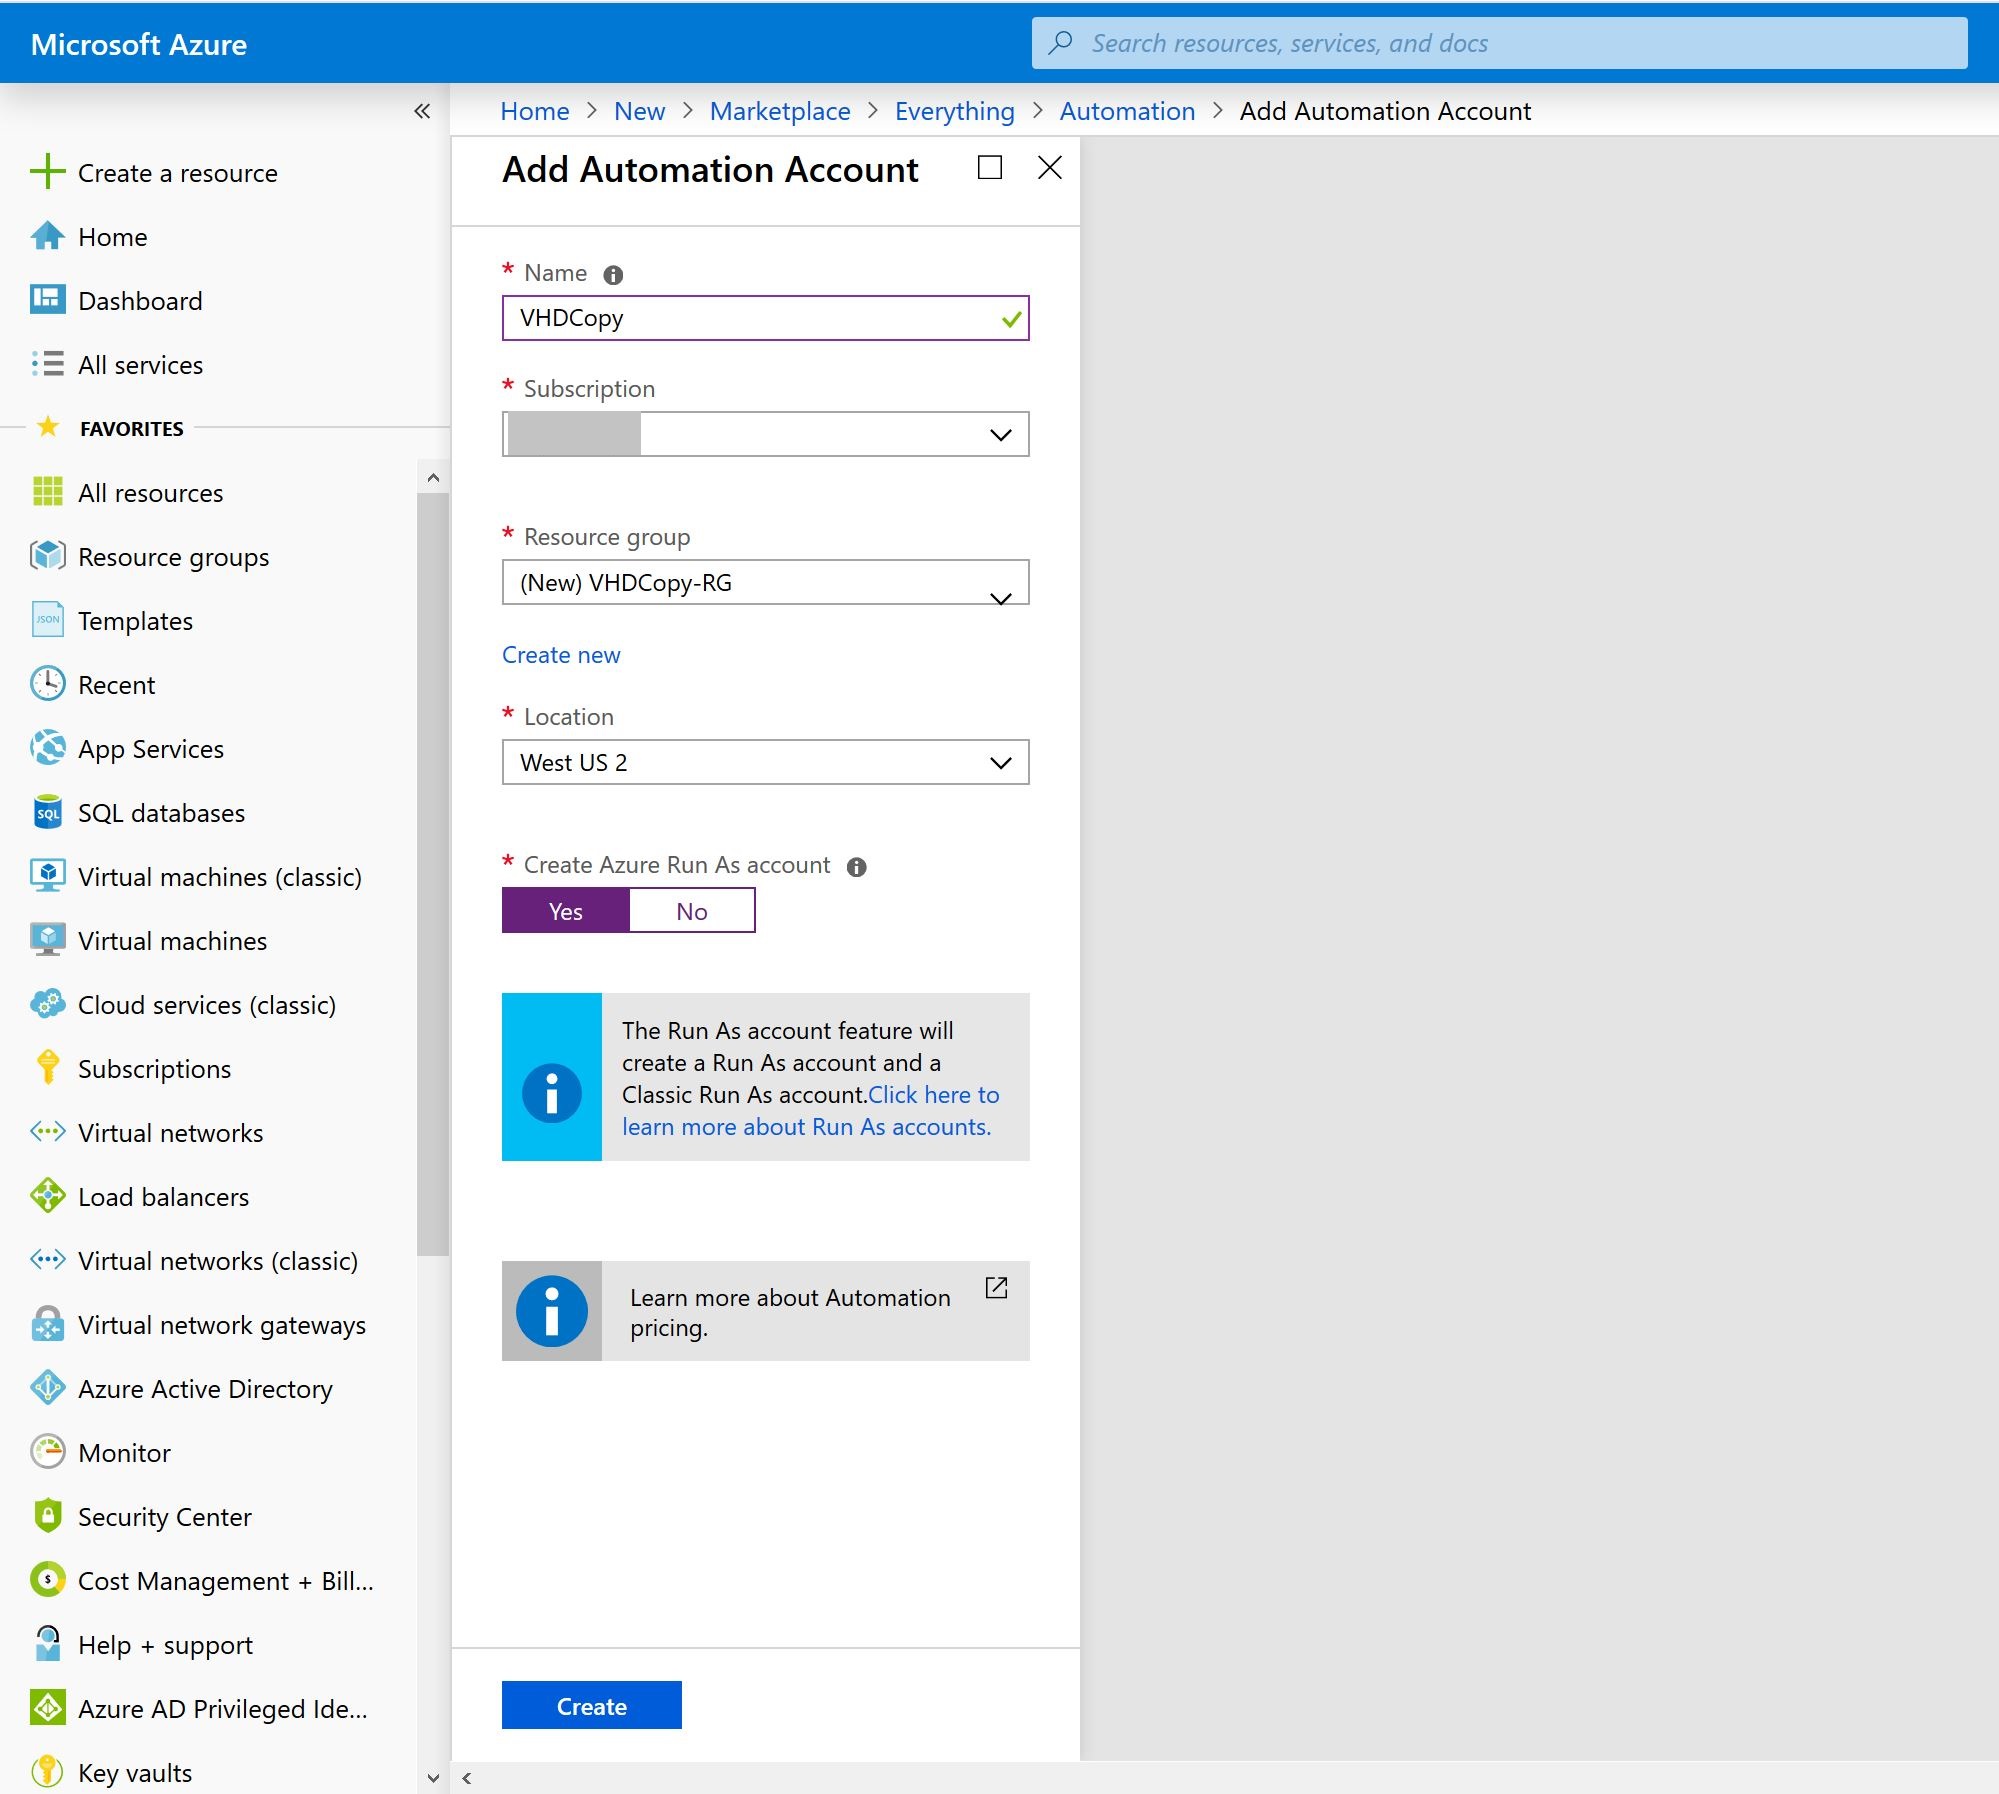 Microsoft Azure
Search resources, services, and docs
Home > New > Marketplace > Everything > Automation > Add Automation Account
Create a resource
Home
Dashboard
All services
FAVORITES
All resources
Resource groups
JSON
Templates
Recent
App Services
SQL
SQL databases
Virtual machines (classic)
Virtual machines
Cloud services (classic)
Subscriptions
Virtual networks
Load balancers
Virtual networks (classic)
Virtual network gateways
Azure Active Directory
Monitor
Security Center
$
Cost Management + Bill...
Help + support
Azure AD Privileged Ide...
Key vaults
Add Automation Account
* Name
VHDCopy
* Subscription
* Resource group
(New) VHDCopy-RG
Create new
* Location
West US 2
* Create Azure Run As account
Yes No
The Run As account feature will
create a Run As account and a
Classic Run As account.Click here to
learn more about Run As accounts.
Learn more about Automation
pricing.
Create